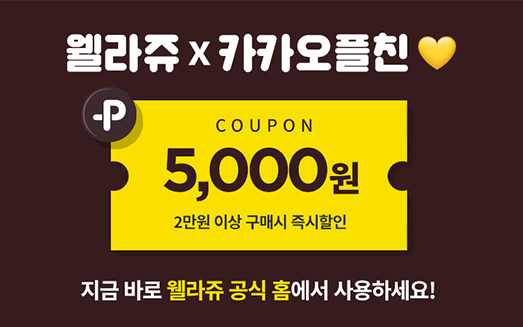 웰라쥬 x 카카오플친
-P
COUPON
5,000원
2만원 이상 구매시 즉시할인
지금 바로 웰라쥬 공식 홈에서 사용하세요!